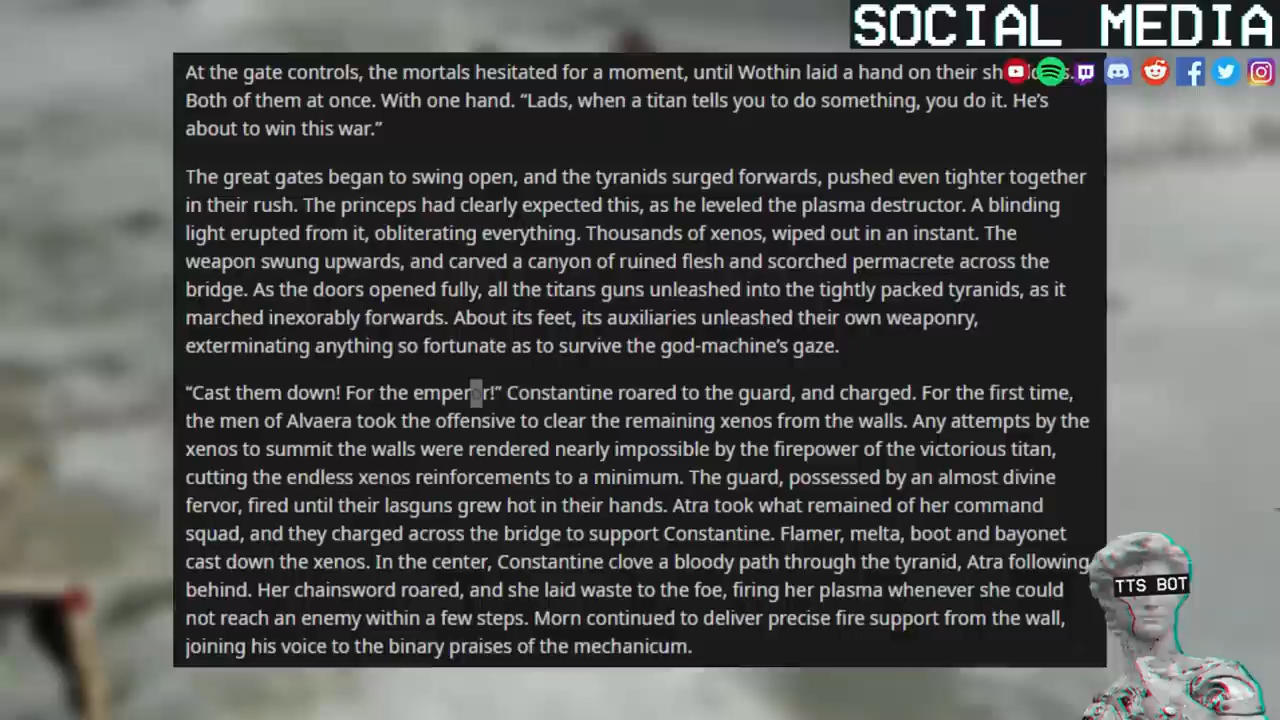 SOCIAL MEDIA
At the gate controls, the mortals hesitated for a moment, until Wothin laid a hand on their
Both of them at once. With one hand. “Lads, when a titan tells you to do something, you do it. He’s
about to win this war.”
The great gates began to swing open, and the tyranids surged forwards, pushed even tighter together
in their rush. The princeps had clearly expected this, as he leveled the plasma destructor. A blinding
light erupted from it, obliterating everything. Thousands of xenos, wiped out in an instant. The
weapon swung upwards, and carved a canyon of ruined flesh and scorched permacrete across the
bridge. As the doors opened fully, all the titans guns unleashed into the tightly packed tyranids, as it
marched inexorably forwards. About its feet, its auxiliaries unleashed their own weaponry,
exterminating anything so fortunate as to survive the god-machine’s gaze.
“Cast them down! For the emperor!” Constantine roared to the guard, and charged. For the first time,
the men of Alvaera took the offensive to clear the remaining xenos from the walls. Any attempts by the
xenos to summit the walls were rendered nearly impossible by the firepower of the victorious titan,
cutting the endless xenos reinforcements to a minimum. The guard, possessed by an almost divine
fervor, fired until their lasguns grew hot in their hands. Atra took what remained of her command
squad, and they charged across the bridge to support Constantine. Flamer, melta, boot and bayonet
cast down the xenos. In the center, Constantine clove a bloody path through the tyranid, Atra following
behind. Her chainsword roared, and she laid waste to the foe, firing her plasma whenever she could
not reach an enemy within a few steps. Morn continued to deliver precise fire support from the wall,
joining his voice to the binary praises of the mechanicum.
TTS BOT